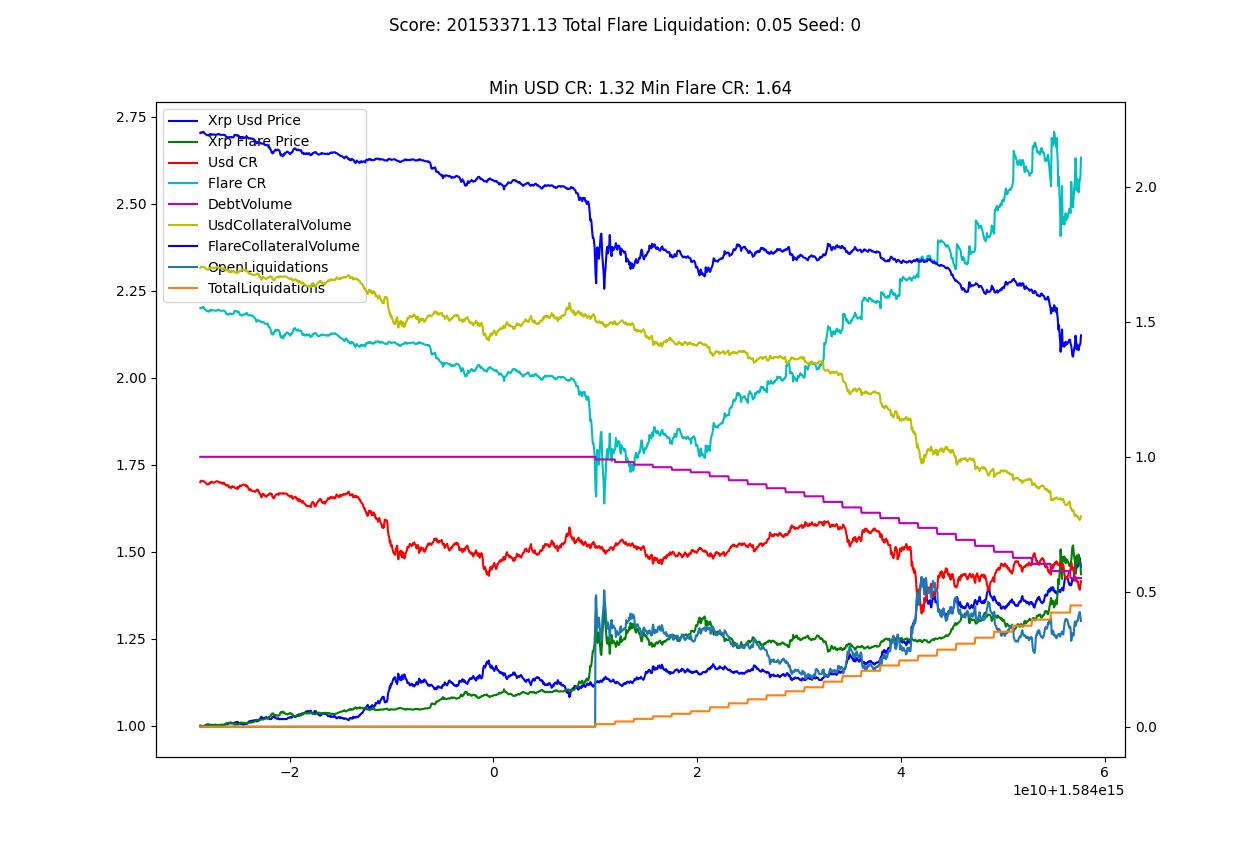 Score: 20153371.13 Total Flare Liquidation: 0.05 Seed: 0
Min USD CR: 1.32 Min Flare CR: 1.64
Xrp Usd Price
Xrp Flare Price
Usd CR
Flare CR
DebtVolume
UsdCollateralVolume
FlareCollateralVolume
OpenLiquidations
TotalLiquidations
2.75
2.50
2.25
2.00
1.75
1.50
1.25
1.00
2.0
1.5
1.0
0.5
0.0
−2
0
2
4
6
1e10+1.584e15